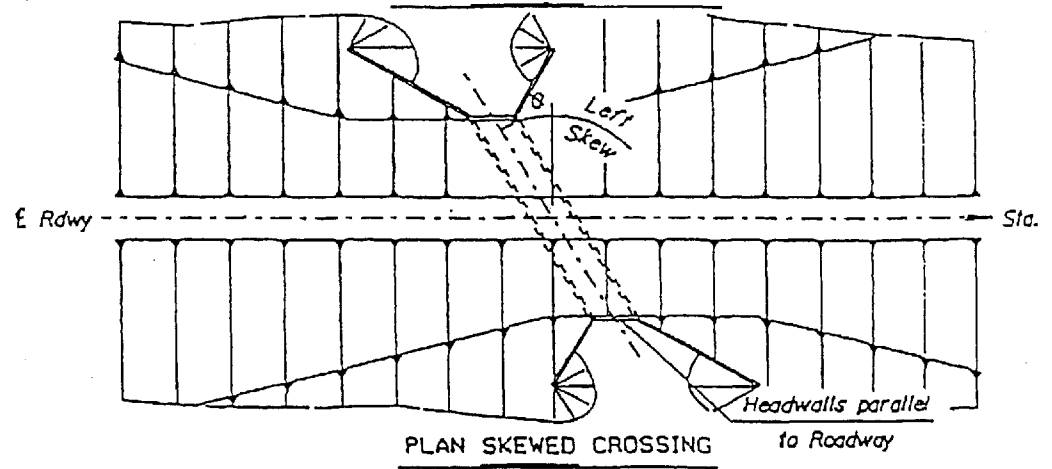 θ
Left
Skew
℄ Rdwy
Sta.
Headwalls parallel
to Roadway
PLAN SKEWED CROSSING